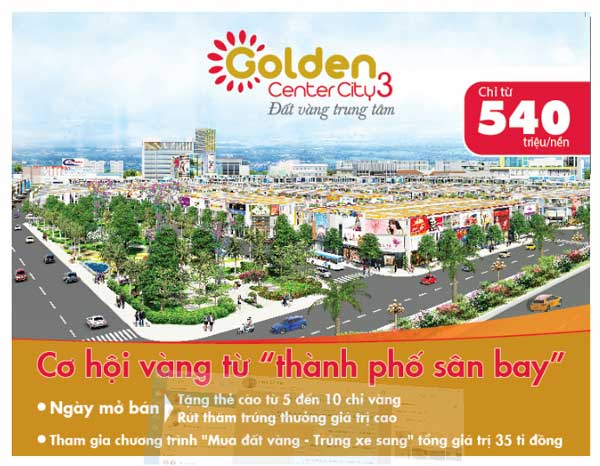 Golden
Center City 3
Đất vàng trung tâm
Chỉ từ
540
triệu/nền
Cơ hội vàng từ “thành phố sân bay”
• Ngày mở bán
Tặng thẻ cào từ 5 đến 10 chỉ vàng
Rút thăm trúng thưởng giá trị cao
• Tham gia chương trình "Mua đất vàng - Trúng xe sang" tổng giá trị 35 tỉ đồng